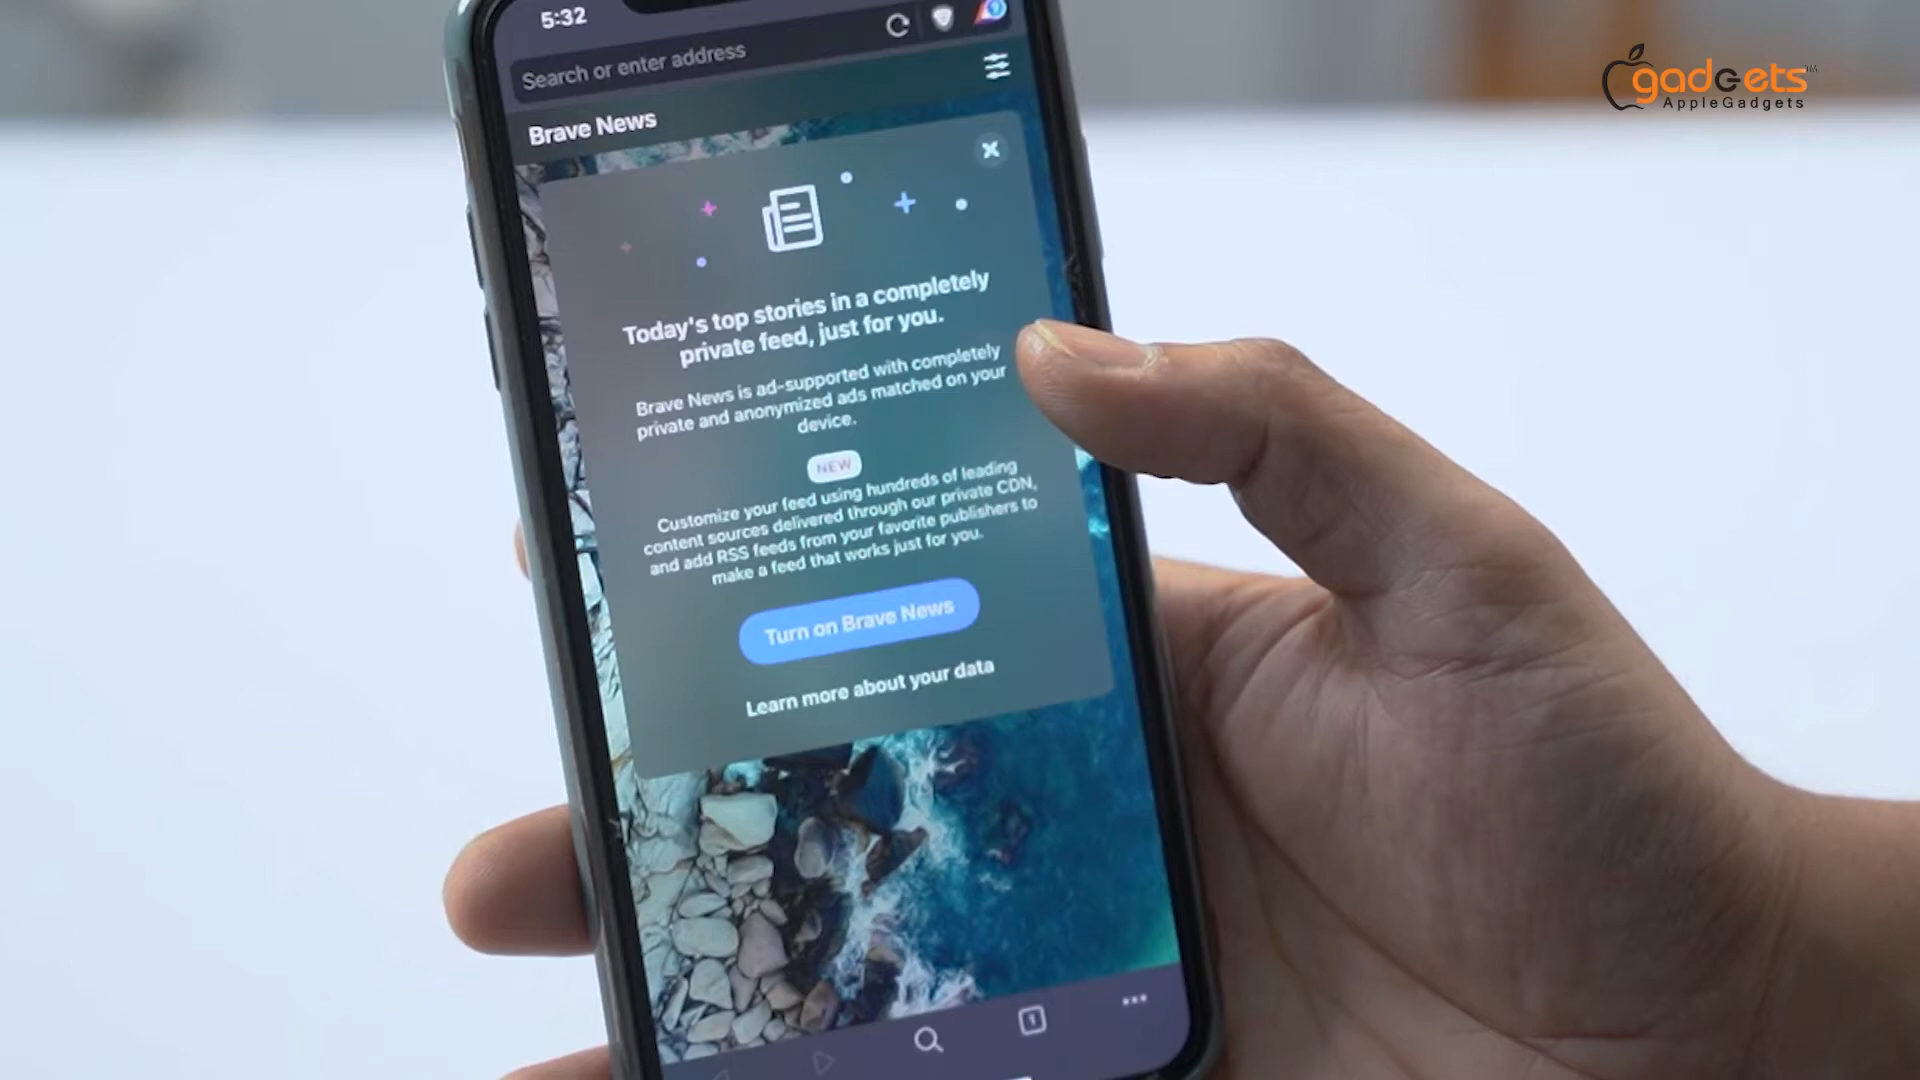 5:32
Search or enter address
Brave News
Today's top stories in a completely
private feed, just for you.
Brave News is ad-supported with completely
private and anonymized ads matched on your
device.
NEW
Customize your feed using hundreds of leading
content sources delivered through our private CDN,
and add RSS feeds from your favorite publishers to
make a feed that works just for you.
Turn on Brave News
Learn more about your data
1
gadgets™
AppleGadgets